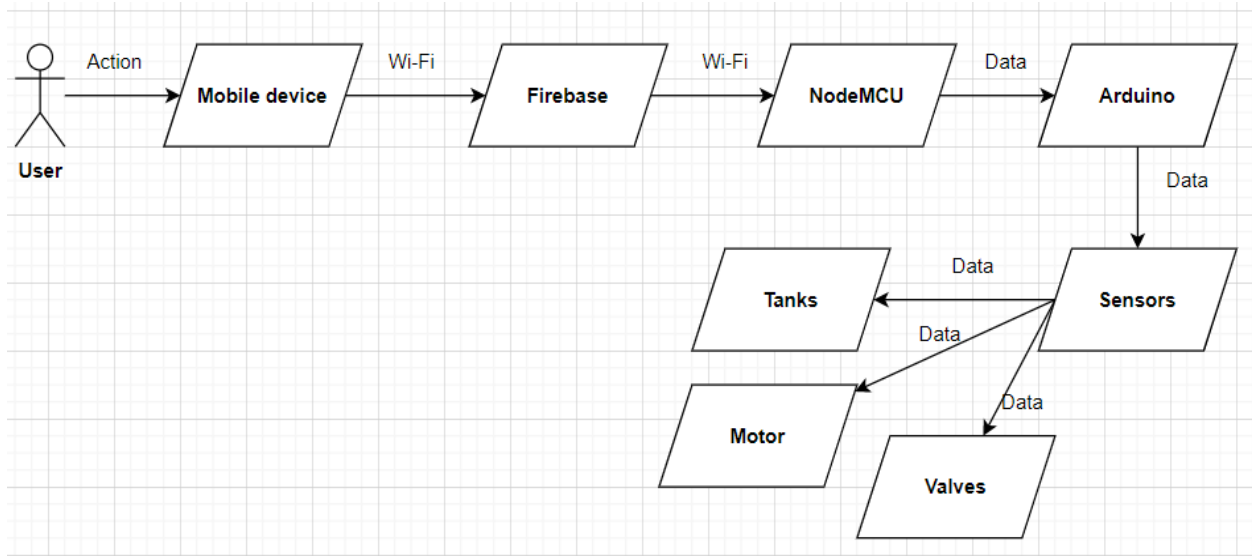 Action
Wi-Fi
Wi-Fi
Data
Mobile device
Firebase
NodeMCU
Arduino
User
Data
Data
Tanks
Sensors
Data
Data
Motor
Valves